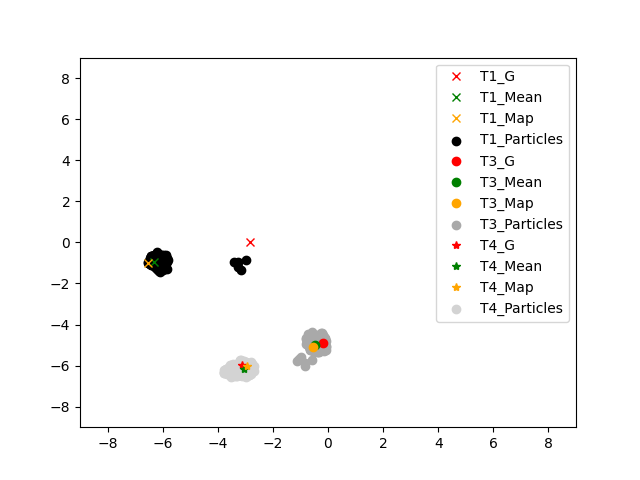 8
6
4
2
0
−2
−4
−6
−8
−8
−6
−4
−2
0
2
4
6
8
T1_G
T1_Mean
T1_Map
T1_Particles
T3_G
T3_Mean
T3_Map
T3_Particles
T4_G
T4_Mean
T4_Map
T4_Particles